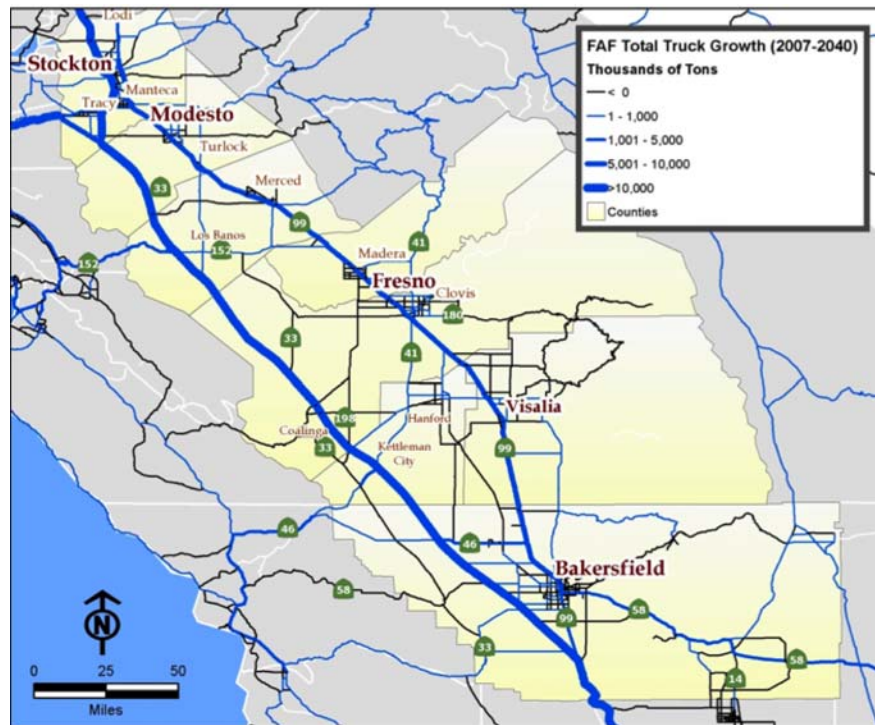 Lodi
Stockton
Manteca
Tracy
Modesto
Turlock
33
Merced
99
Los Banos
152
152
41
Madera
Fresno
Clovis
180
33
41
198
Hanford
Visalia
Coalinga
33
Kettleman
City
99
46
46
Bakersfield
58
58
99
33
58
14
N
0 25 50
Miles
FAF Total Truck Growth (2007-2040)
Thousands of Tons
< 0
1 - 1,000
1,001 - 5,000
5,001 - 10,000
>10,000
Counties